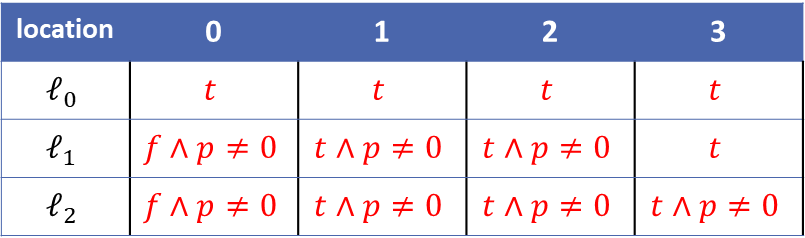 location 0 1 2 3
ℓ₀ t t t t
ℓ₁ f ∧ p ≠ 0 t ∧ p ≠ 0 t ∧ p ≠ 0 t
ℓ₂ f ∧ p ≠ 0 t ∧ p ≠ 0 t ∧ p ≠ 0 t ∧ p ≠ 0